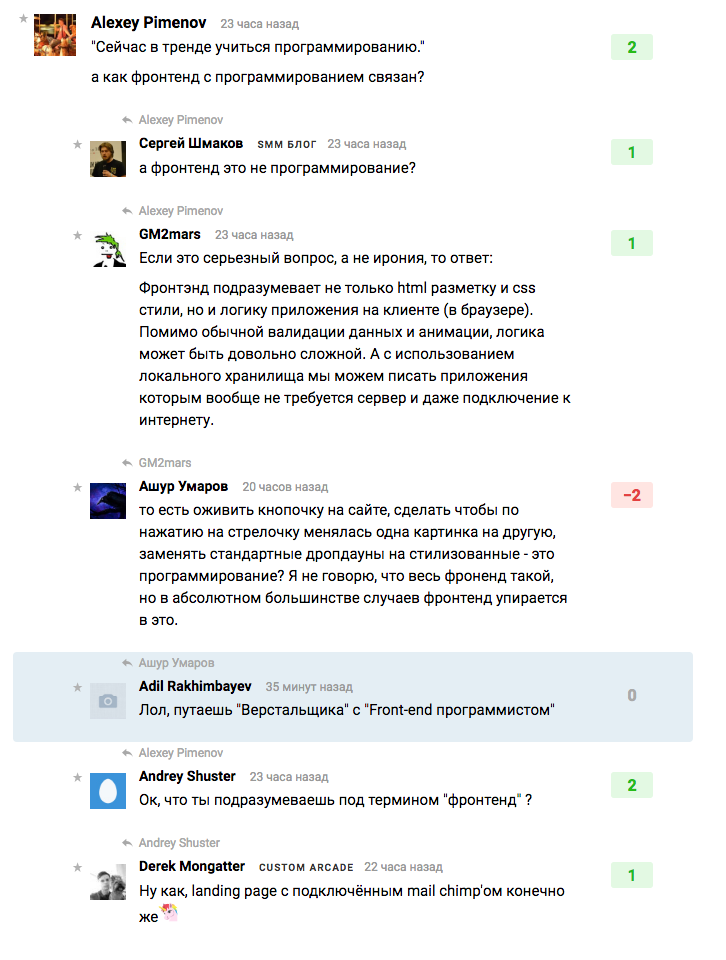 Alexey Pimenov 23 часа назад
"Сейчас в тренде учиться программированию."
2
а как фронтенд с программированием связан?
Alexey Pimenov
Сергей Шмаков SMM БЛОГ 23 часа назад
1
а фронтенд это не программирование?
Alexey Pimenov
GM2mars 23 часа назад
1
Если это серьезный вопрос, а не ирония, то ответ:
Фронтэнд подразумевает не только html разметку и css
стили, но и логику приложения на клиенте (в браузере).
Помимо обычной валидации данных и анимации, логика
может быть довольно сложной. А с использованием
локального хранилища мы можем писать приложения
которым вообще не требуется сервер и даже подключение к
интернету.
GM2mars
Ашур Умаров 20 часов назад
−2
то есть оживить кнопочку на сайте, сделать чтобы по
нажатию на стрелочку менялась одна картинка на другую,
заменять стандартные дропдауны на стилизованные - это
программирование? Я не говорю, что весь фроненд такой,
но в абсолютном большинстве случаев фронтенд упирается
в это.
Ашур Умаров
Adil Rakhimbayev 35 минут назад
0
Лол, путаешь "Верстальщика" с "Front-end программистом"
Alexey Pimenov
Andrey Shuster 23 часа назад
2
Ок, что ты подразумеваешь под термином "фронтенд" ?
Andrey Shuster
Derek Mongatter CUSTOM ARCADE 22 часа назад
1
Ну как, landing page с подключённым mail chimp'ом конечно
же